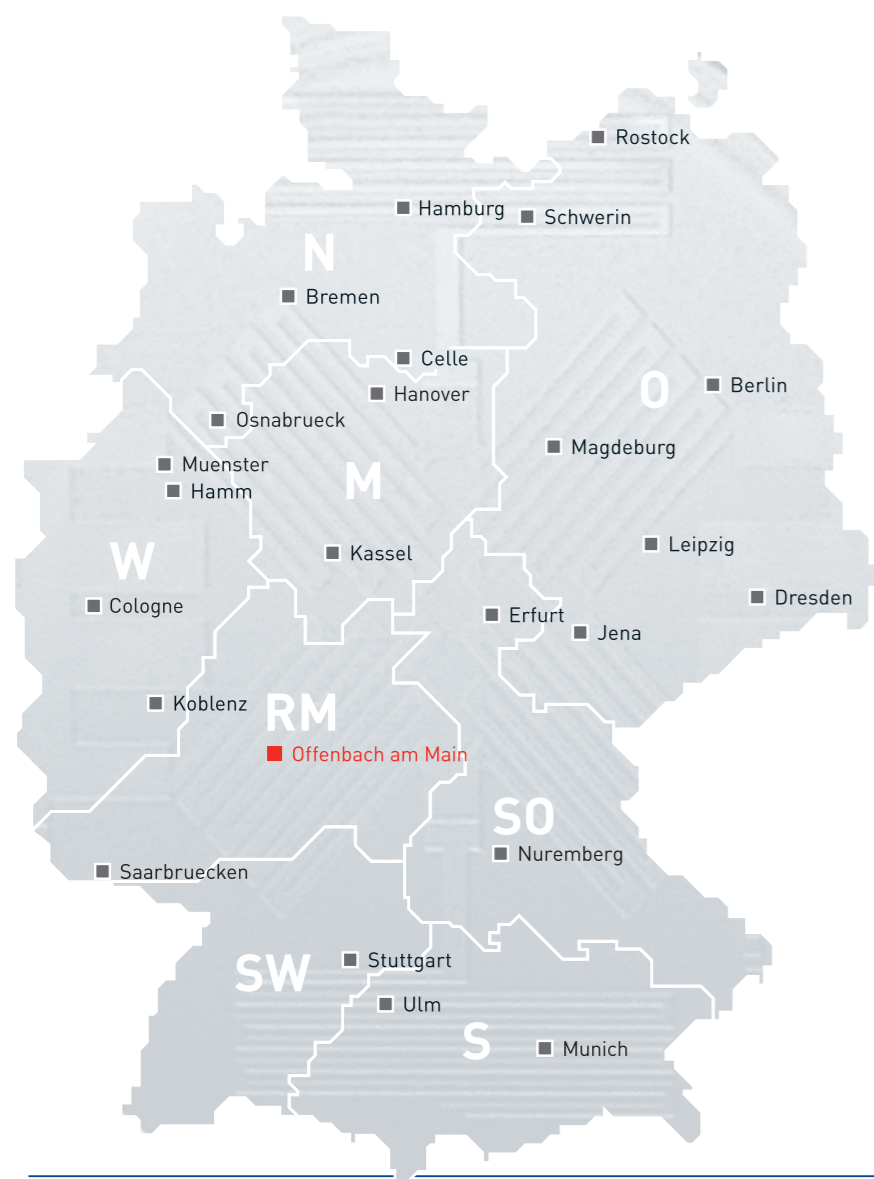 Rostock
Hamburg
Schwerin
N
Bremen
Celle
Berlin
O
Hanover
Osnabrueck
Magdeburg
Muenster
M
Hamm
Leipzig
Kassel
W
Dresden
Cologne
Erfurt
Jena
Koblenz
RM
Offenbach am Main
SO
Nuremberg
Saarbruecken
Stuttgart
SW
Ulm
S
Munich